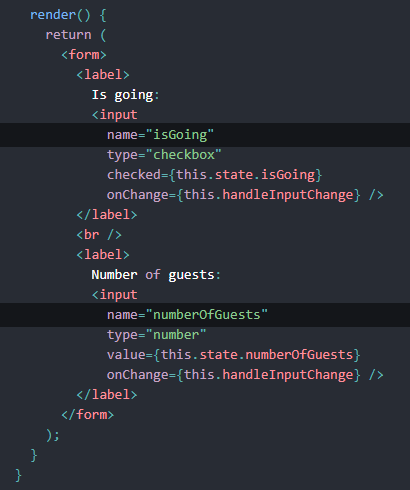 render() {
    return (
      <form>
        <label>
          Is going:
          <input
            name="isGoing"
            type="checkbox"
            checked={this.state.isGoing}
            onChange={this.handleInputChange} />
        </label>
        <br />
        <label>
          Number of guests:
          <input
            name="numberOfGuests"
            type="number"
            value={this.state.numberOfGuests}
            onChange={this.handleInputChange} />
        </label>
      </form>
    );
  }
}